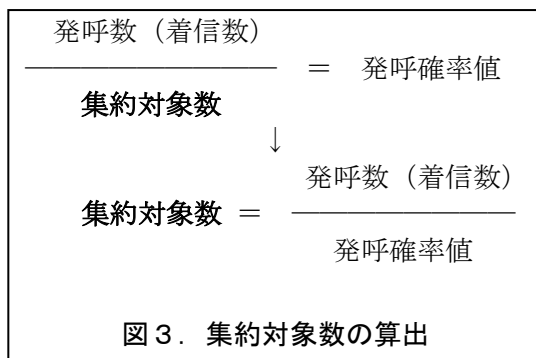 発呼数（着信数）
――――――――― ＝ 発呼確率値
集約対象数
↓
発呼数（着信数）
集約対象数 ＝ ――――――――
発呼確率値
図３．集約対象数の算出